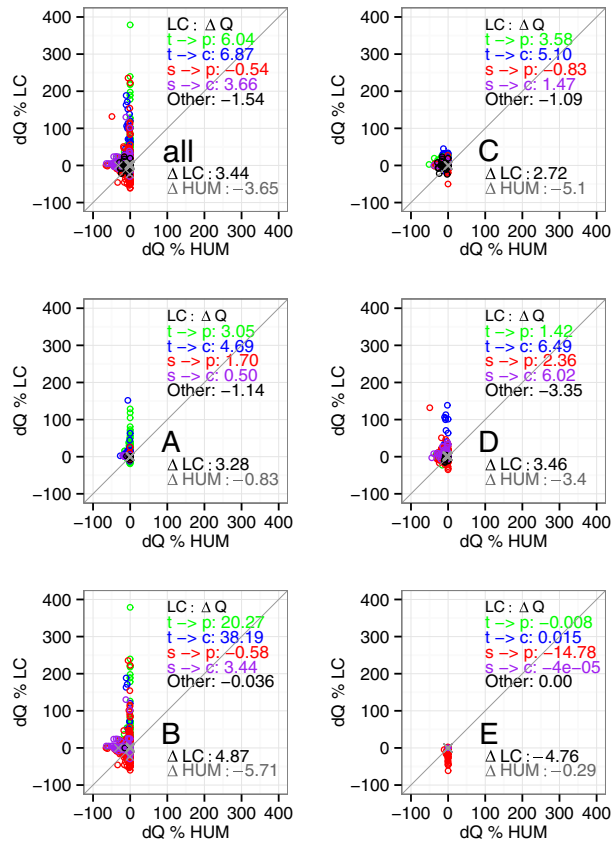 LC : Δ Q
t −> p: 6.04
t −> c: 6.87
s −> p: −0.54
s −> c: 3.66
Other: −1.54
all
Δ LC : 3.44
Δ HUM : −3.65
400
300
200
100
0
−100
dQ % LC
−100 0 100 200 300 400
dQ % HUM
LC : Δ Q
t −> p: 3.58
t −> c: 5.10
s −> p: −0.83
s −> c: 1.47
Other: −1.09
C
Δ LC : 2.72
Δ HUM : −5.1
400
300
200
100
0
−100
dQ % LC
−100 0 100 200 300 400
dQ % HUM
LC : Δ Q
t −> p: 3.05
t −> c: 4.69
s −> p: 1.70
s −> c: 0.50
Other: −1.14
A
Δ LC : 3.28
Δ HUM : −0.83
400
300
200
100
0
−100
dQ % LC
−100 0 100 200 300 400
dQ % HUM
LC : Δ Q
t −> p: 1.42
t −> c: 6.49
s −> p: 2.36
s −> c: 6.02
Other: −3.35
D
Δ LC : 3.46
Δ HUM : −3.4
400
300
200
100
0
−100
dQ % LC
−100 0 100 200 300 400
dQ % HUM
LC : Δ Q
t −> p: 20.27
t −> c: 38.19
s −> p: −0.58
s −> c: 3.44
Other: −0.036
B
Δ LC : 4.87
Δ HUM : −5.71
400
300
200
100
0
−100
dQ % LC
−100 0 100 200 300 400
dQ % HUM
LC : Δ Q
t −> p: −0.008
t −> c: 0.015
s −> p: −14.78
s −> c: −4e−05
Other: 0.00
E
Δ LC : −4.76
Δ HUM : −0.29
400
300
200
100
0
−100
dQ % LC
−100 0 100 200 300 400
dQ % HUM